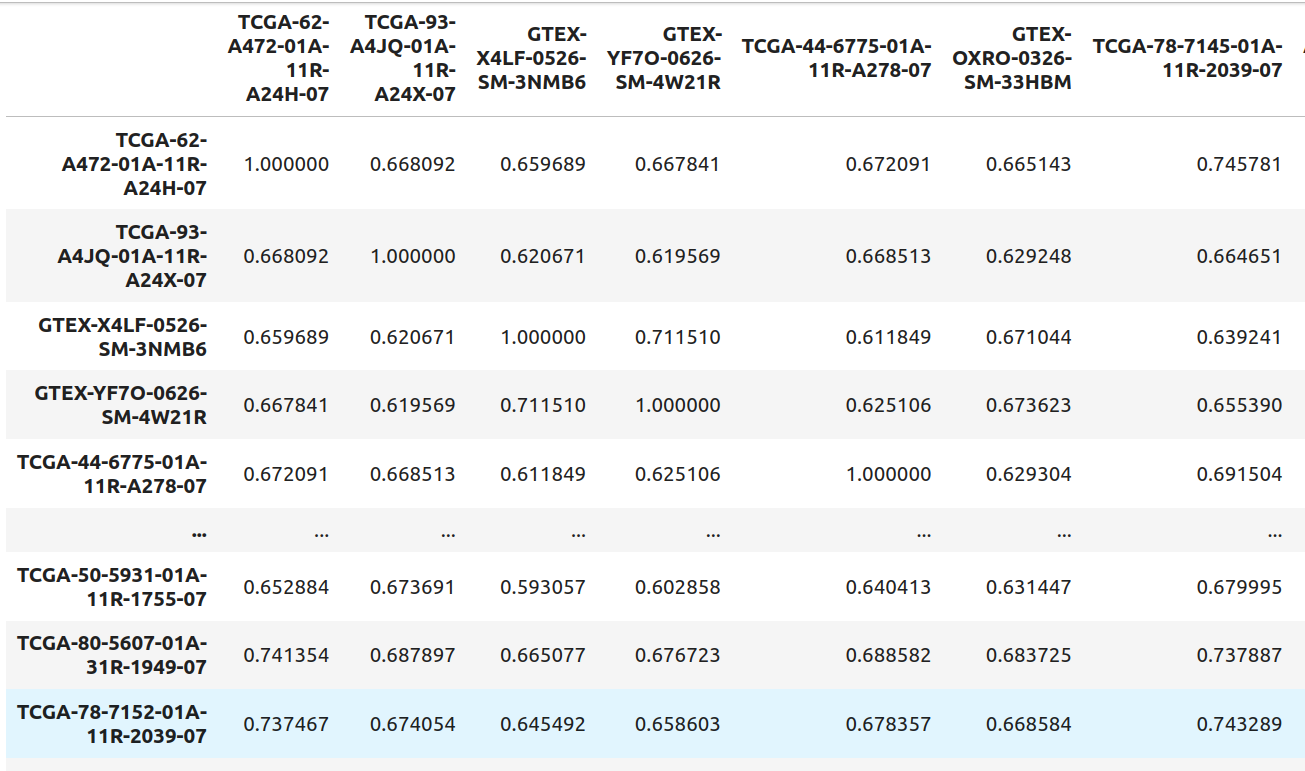 TCGA-62- TCGA-93-
A472-01A- A4JQ-01A- GTEX- GTEX- GTEX-
11R- 11R- X4LF-0526- YF7O-0626- TCGA-44-6775-01A- OXRO-0326- TCGA-78-7145-01A-
A24H-07 A24X-07 SM-3NMB6 SM-4W21R 11R-A278-07 SM-33HBM 11R-2039-07
TCGA-62-
A472-01A-11R- 1.000000 0.668092 0.659689 0.667841 0.672091 0.665143 0.745781
A24H-07
TCGA-93-
A4JQ-01A-11R- 0.668092 1.000000 0.620671 0.619569 0.668513 0.629248 0.664651
A24X-07
GTEX-X4LF-0526- 0.659689 0.620671 1.000000 0.711510 0.611849 0.671044 0.639241
SM-3NMB6
GTEX-YF7O-0626- 0.667841 0.619569 0.711510 1.000000 0.625106 0.673623 0.655390
SM-4W21R
TCGA-44-6775-01A- 0.672091 0.668513 0.611849 0.625106 1.000000 0.629304 0.691504
11R-A278-07
... ... ... ... ... ... ... ...
TCGA-50-5931-01A- 0.652884 0.673691 0.593057 0.602858 0.640413 0.631447 0.679995
11R-1755-07
TCGA-80-5607-01A- 0.741354 0.687897 0.665077 0.676723 0.688582 0.683725 0.737887
31R-1949-07
TCGA-78-7152-01A- 0.737467 0.674054 0.645492 0.658603 0.678357 0.668584 0.743289
11R-2039-07